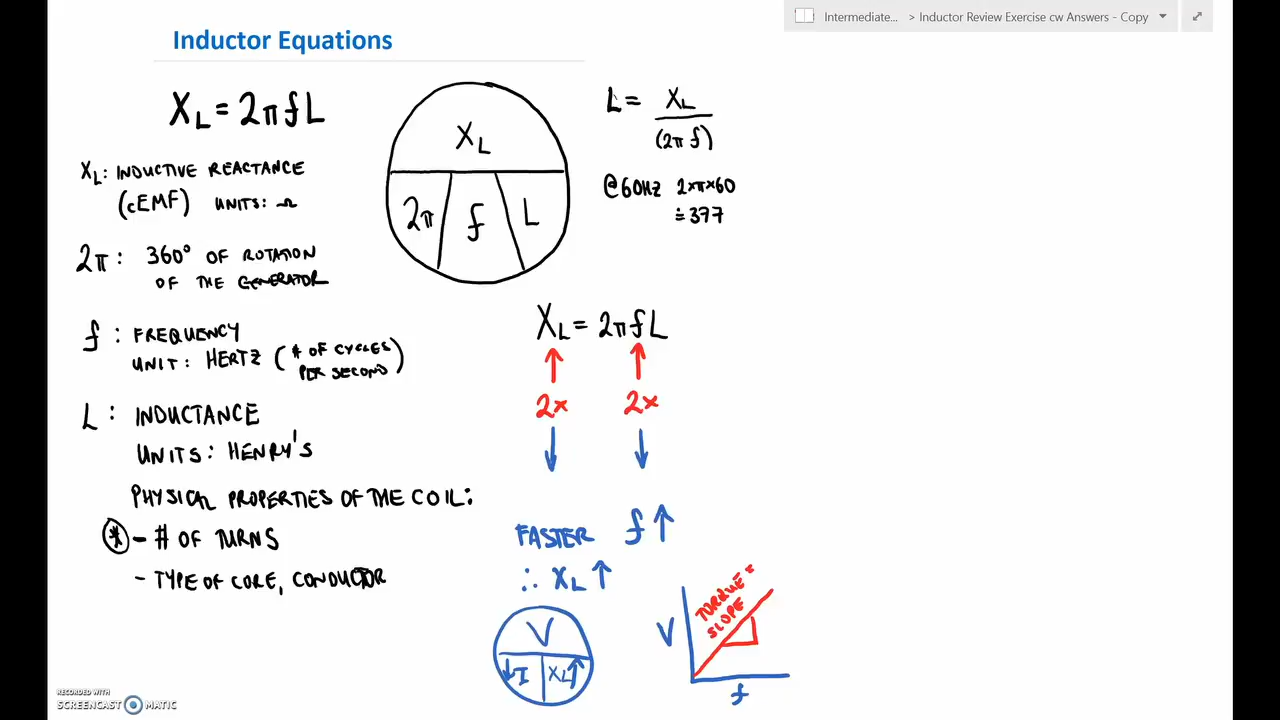 Intermediate... > Inductor Review Exercise cw Answers - Copy
Inductor Equations
XL = 2πfL
XL: INDUCTIVE REACTANCE
(cEMF) UNITS: Ω
2π: 360° OF ROTATION
OF THE GENERATOR
f: FREQUENCY
UNIT: HERTZ (# OF CYCLES
PER SECOND)
L: INDUCTANCE
UNITS: HENRY'S
PHYSICAL PROPERTIES OF THE COIL:
* - # OF TURNS
- TYPE OF CORE, CONDUCTOR
XL
2π f L
L = XL
(2π f)
@60HZ 2×π×60
≐ 377
XL = 2πfL
↑ ↑
2x 2x
↓ ↓
FASTER f↑
∴ XL↑
V
↓I XL↑
TORQUE =
SLOPE
V
f
RECORDED WITH
SCREENCAST MATIC